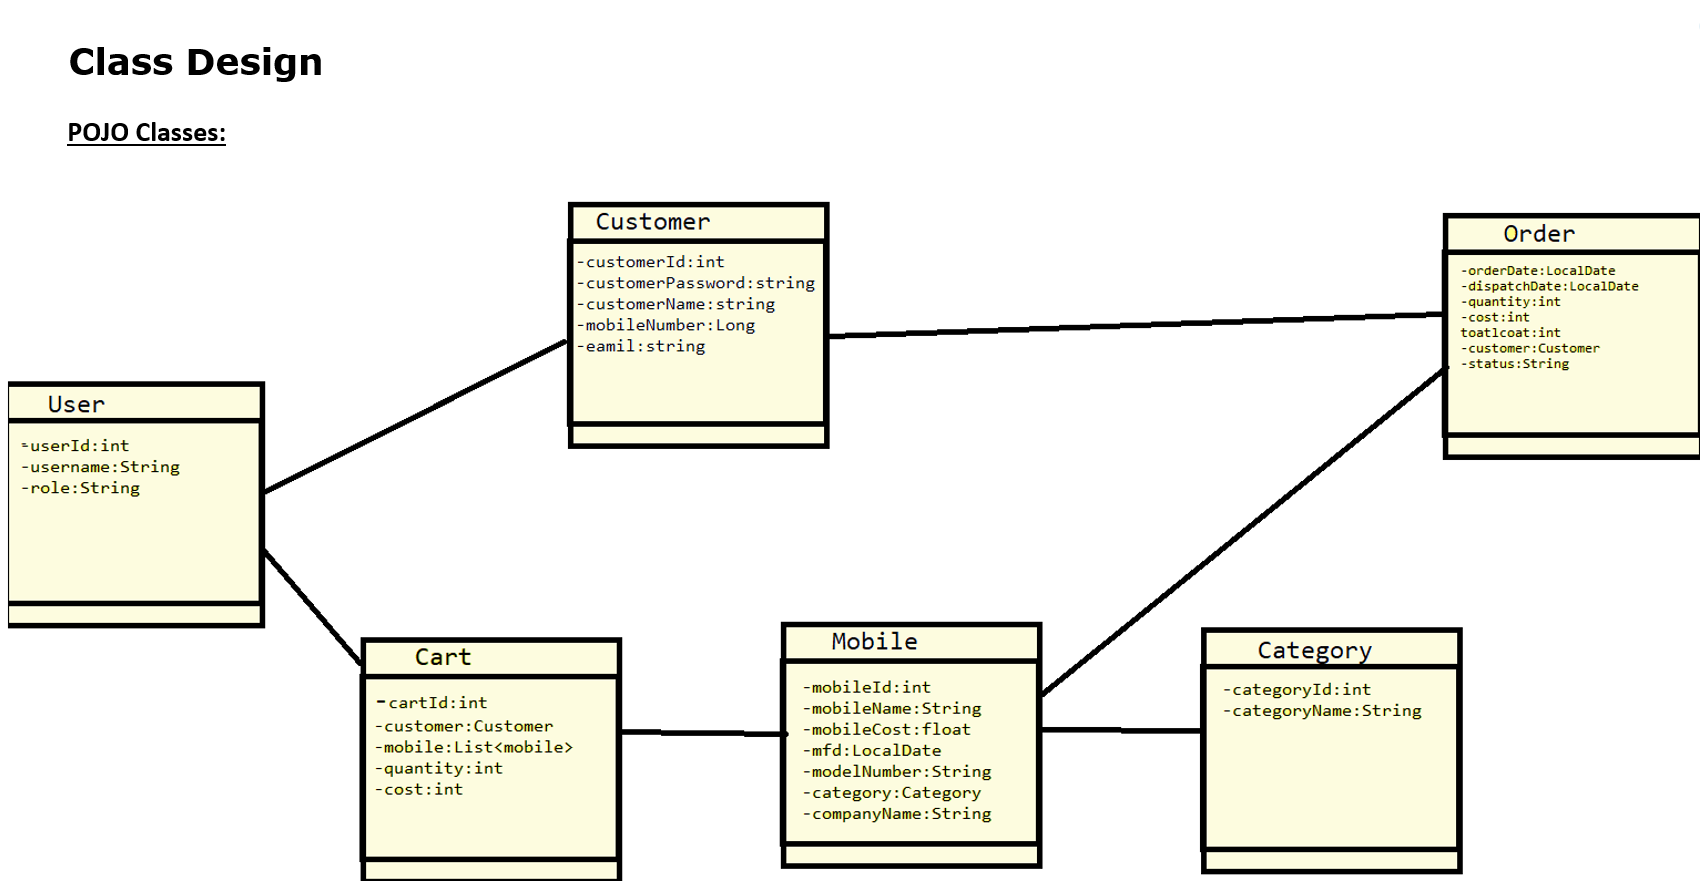 Class Design
POJO Classes:
Customer
-customerId:int
-customerPassword:string
-customerName:string
-mobileNumber:Long
-eamil:string
Order
-orderDate:LocalDate
-dispatchDate:LocalDate
-quantity:int
-cost:int
toatlcoat:int
-customer:Customer
-status:String
User
-userId:int
-username:String
-role:String
Cart
-cartId:int
-customer:Customer
-mobile:List<mobile>
-quantity:int
-cost:int
Mobile
-mobileId:int
-mobileName:String
-mobileCost:float
-mfd:LocalDate
-modelNumber:String
-category:Category
-companyName:String
Category
-categoryId:int
-categoryName:String